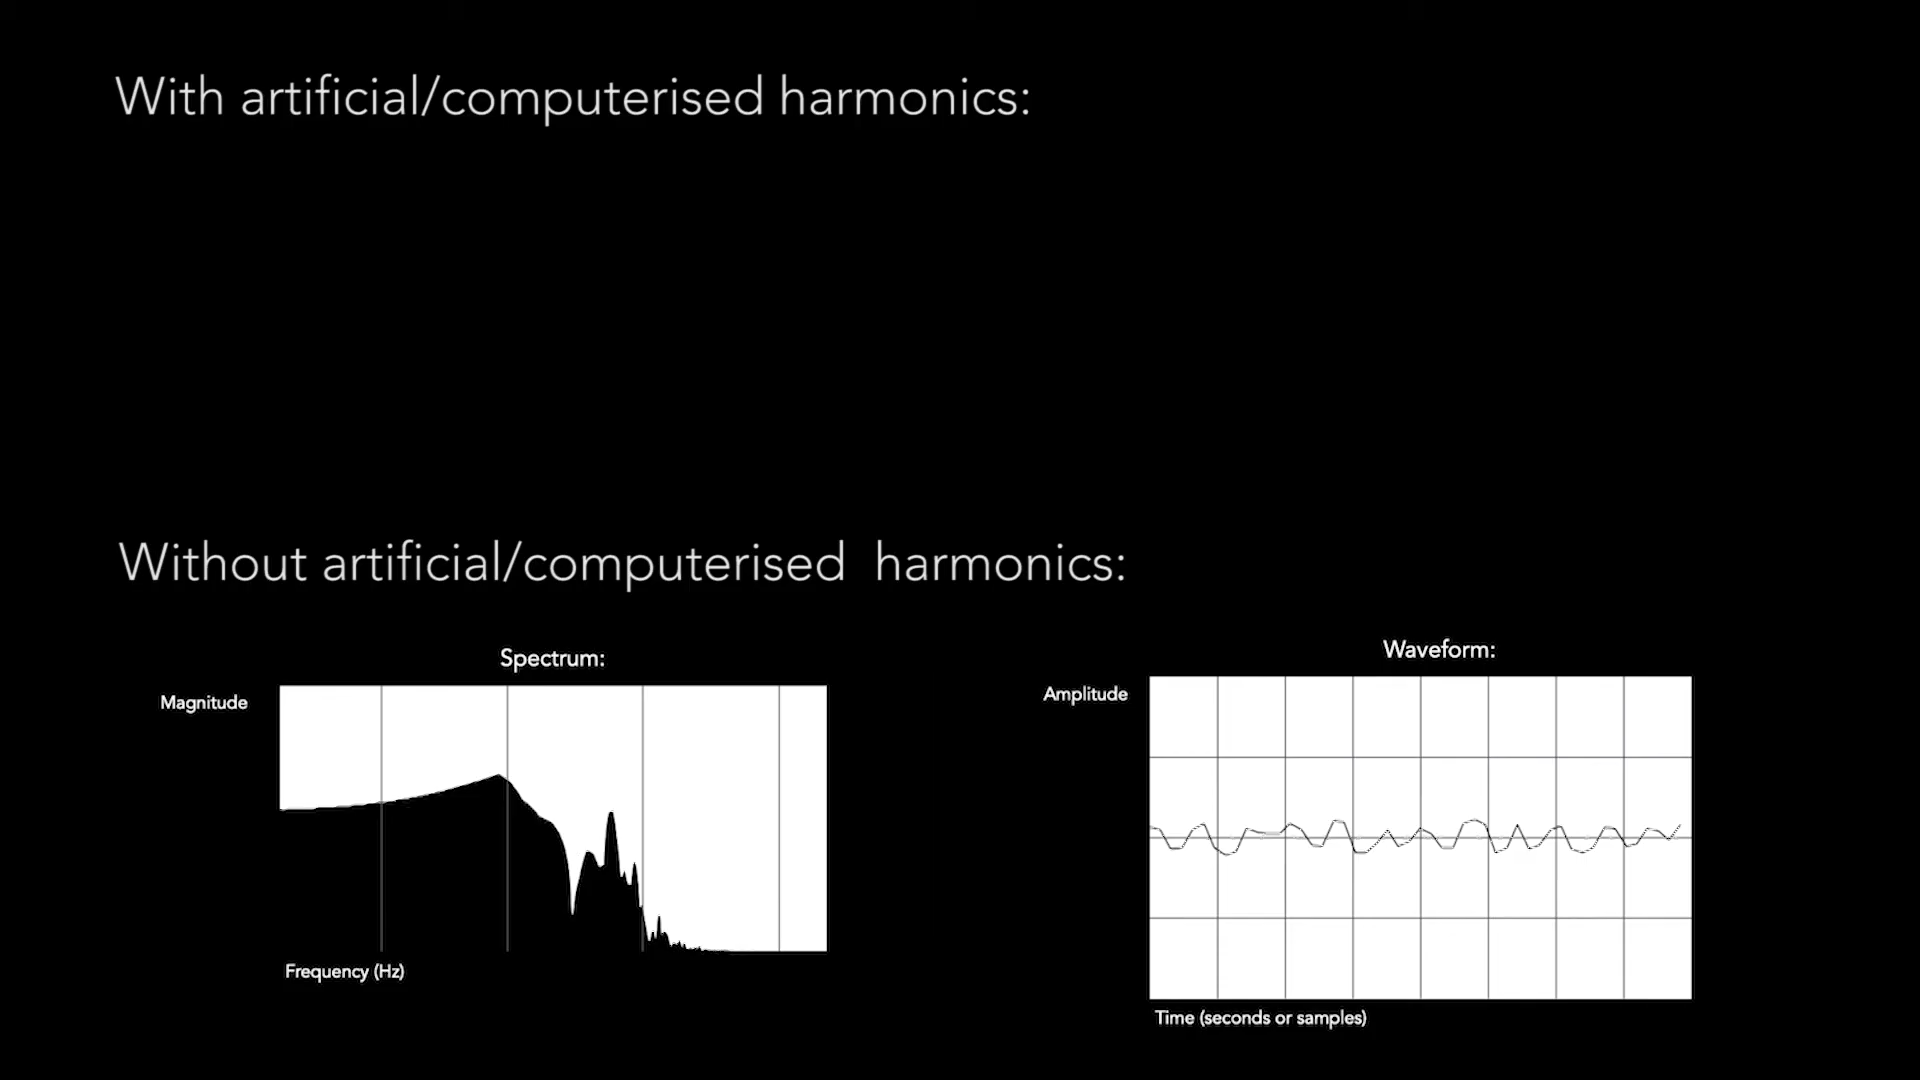 With artificial/computerised harmonics:
Without artificial/computerised harmonics:
Spectrum:
Magnitude
Frequency (Hz)
Waveform:
Amplitude
Time (seconds or samples)